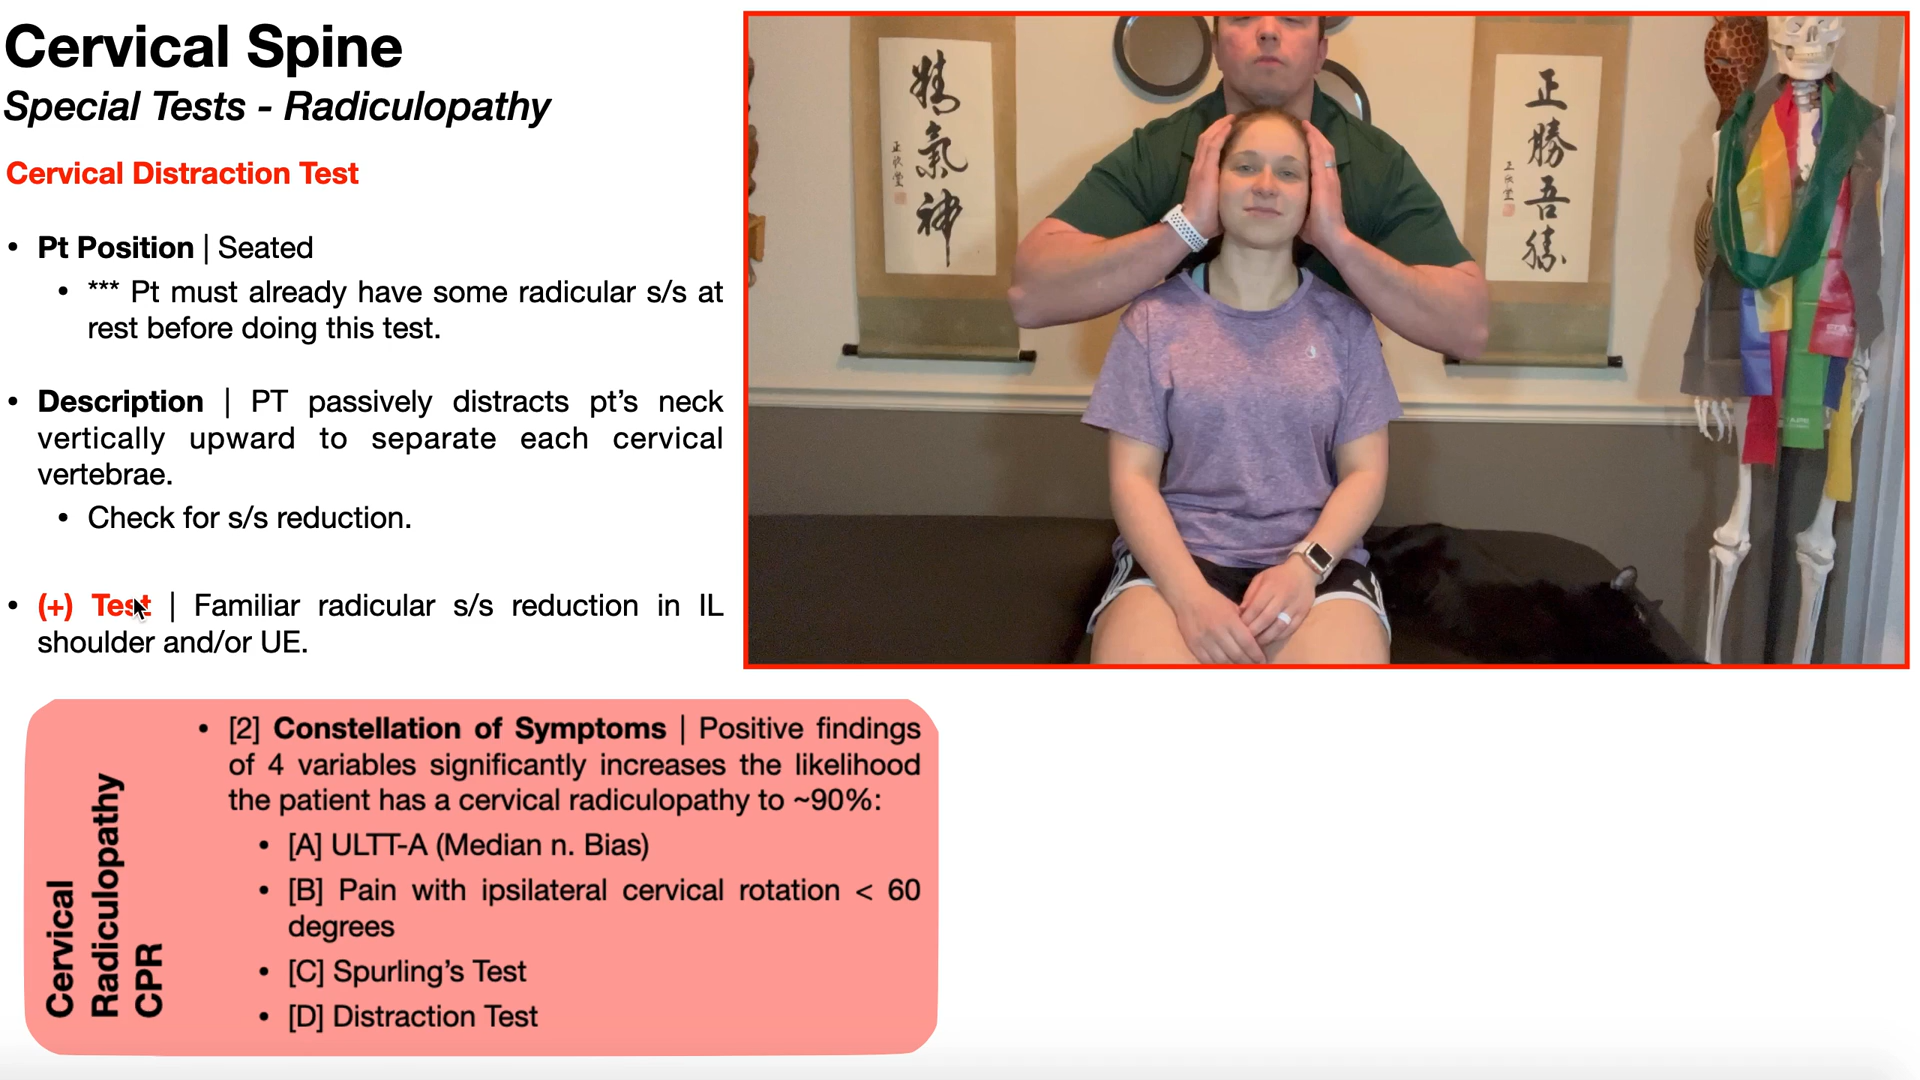 Cervical Spine
Special Tests - Radiculopathy
Cervical Distraction Test
• Pt Position | Seated
• *** Pt must already have some radicular s/s at
rest before doing this test.
• Description | PT passively distracts pt's neck
vertically upward to separate each cervical
vertebrae.
• Check for s/s reduction.
• (+) Test | Familiar radicular s/s reduction in IL
shoulder and/or UE.
精
氣
神
正
勝
吾
勝
Cervical
Radiculopathy
CPR
• [2] Constellation of Symptoms | Positive findings
of 4 variables significantly increases the likelihood
the patient has a cervical radiculopathy to ~90%:
• [A] ULTT-A (Median n. Bias)
• [B] Pain with ipsilateral cervical rotation < 60
degrees
• [C] Spurling's Test
• [D] Distraction Test